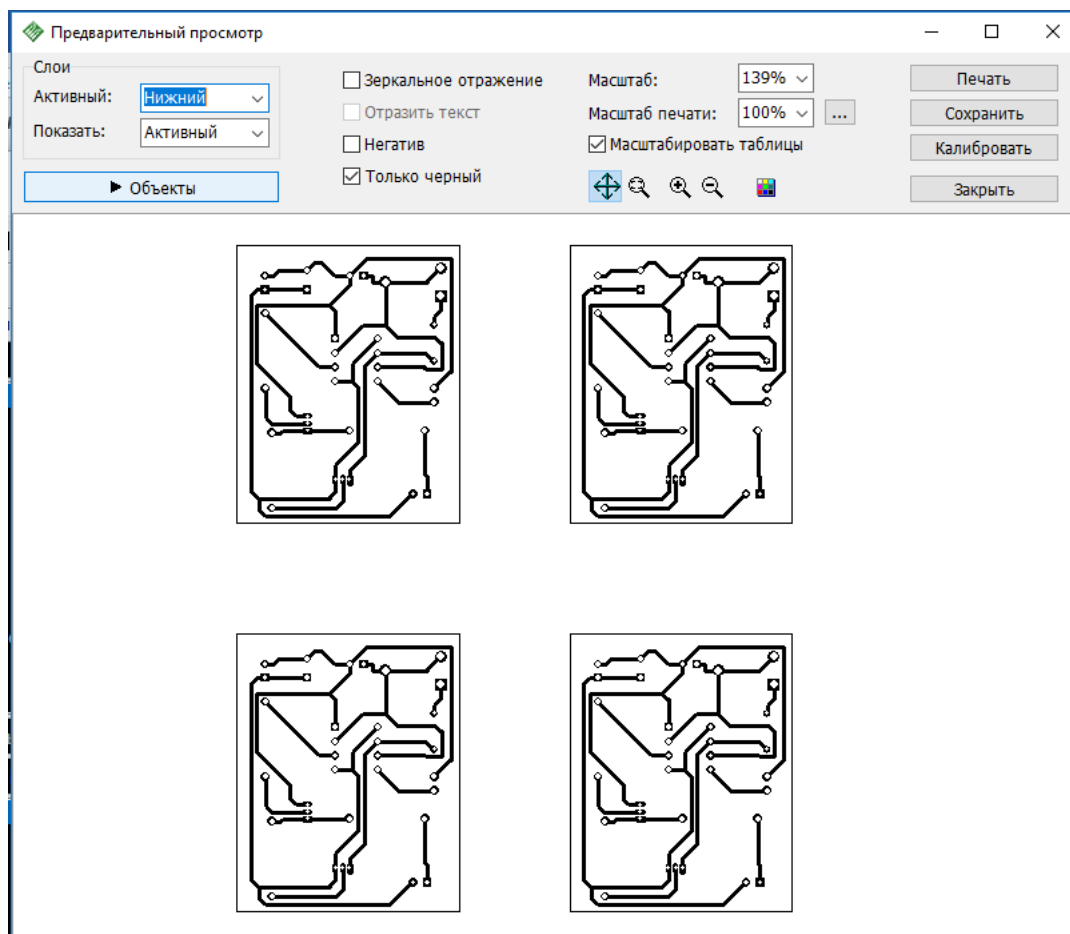 Предварительный просмотр
Слои
Активный:
Нижний
Показать:
Активный
Объекты
Зеркальное отражение
Отразить текст
Негатив
Только черный
Масштаб:
139%
Масштаб печати:
100%
...
Масштабировать таблицы
Печать
Сохранить
Калибровать
Закрыть